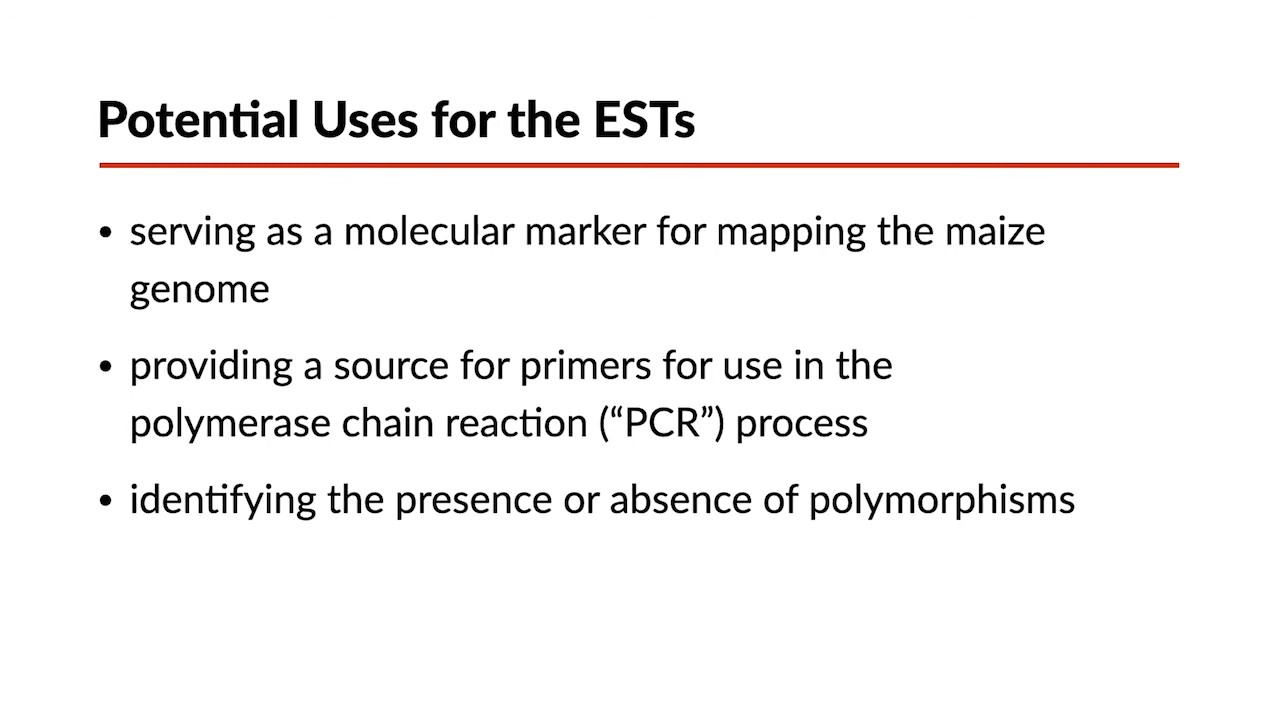 Potential Uses for the ESTs
• serving as a molecular marker for mapping the maize
genome
• providing a source for primers for use in the
polymerase chain reaction (“PCR”) process
• identifying the presence or absence of polymorphisms